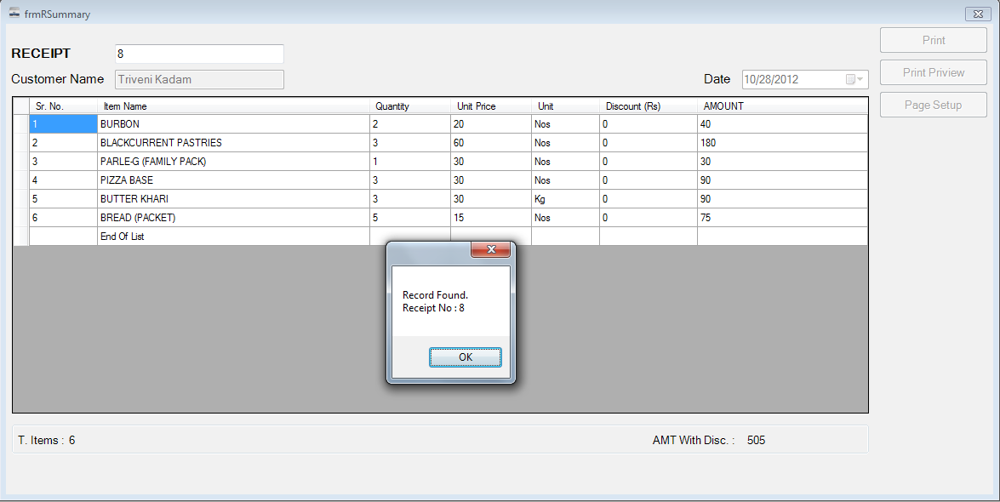 frmRSummary
RECEIPT 8
Customer Name Triveni Kadam Date 10/28/2012
Print
Print Priview
Page Setup
Sr. No. Item Name Quantity Unit Price Unit Discount (Rs) AMOUNT
1 BURBON 2 20 Nos 0 40
2 BLACKCURRENT PASTRIES 3 60 Nos 0 180
3 PARLE-G (FAMILY PACK) 1 30 Nos 0 30
4 PIZZA BASE 3 30 Nos 0 90
5 BUTTER KHARI 3 30 Kg 0 90
6 BREAD (PACKET) 5 15 Nos 0 75
End Of List
Record Found.
Receipt No : 8
OK
T. Items : 6 AMT With Disc. : 505